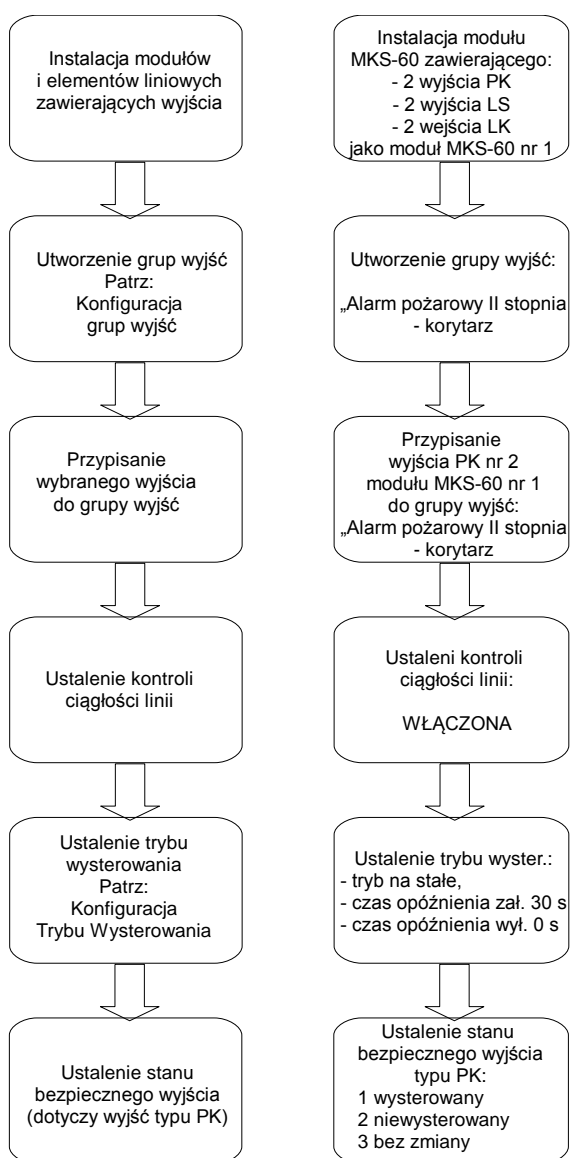 Instalacja modułów
i elementów liniowych
zawierających wyjścia
Utworzenie grup wyjść
Patrz:
Konfiguracja
grup wyjść
Przypisanie
wybranego wyjścia
do grupy wyjść
Ustalenie kontroli
ciągłości linii
Ustalenie trybu
wysterowania
Patrz:
Konfiguracja
Trybu Wysterowania
Ustalenie stanu
bezpiecznego wyjścia
(dotyczy wyjść typu PK)
Instalacja modułu
MKS-60 zawierającego:
- 2 wyjścia PK
- 2 wyjścia LS
- 2 wejścia LK
jako moduł MKS-60 nr 1
Utworzenie grupy wyjść:
„Alarm pożarowy II stopnia
- korytarz
Przypisanie
wyjścia PK nr 2
modułu MKS-60 nr 1
do grupy wyjść:
„Alarm pożarowy II stopnia
- korytarz
Ustaleni kontroli
ciągłości linii:
WŁĄCZONA
Ustalenie trybu wyster.:
- tryb na stałe,
- czas opóźnienia zał. 30 s
- czas opóźnienia wył. 0 s
Ustalenie stanu
bezpiecznego wyjścia
typu PK:
1 wysterowany
2 niewysterowany
3 bez zmiany